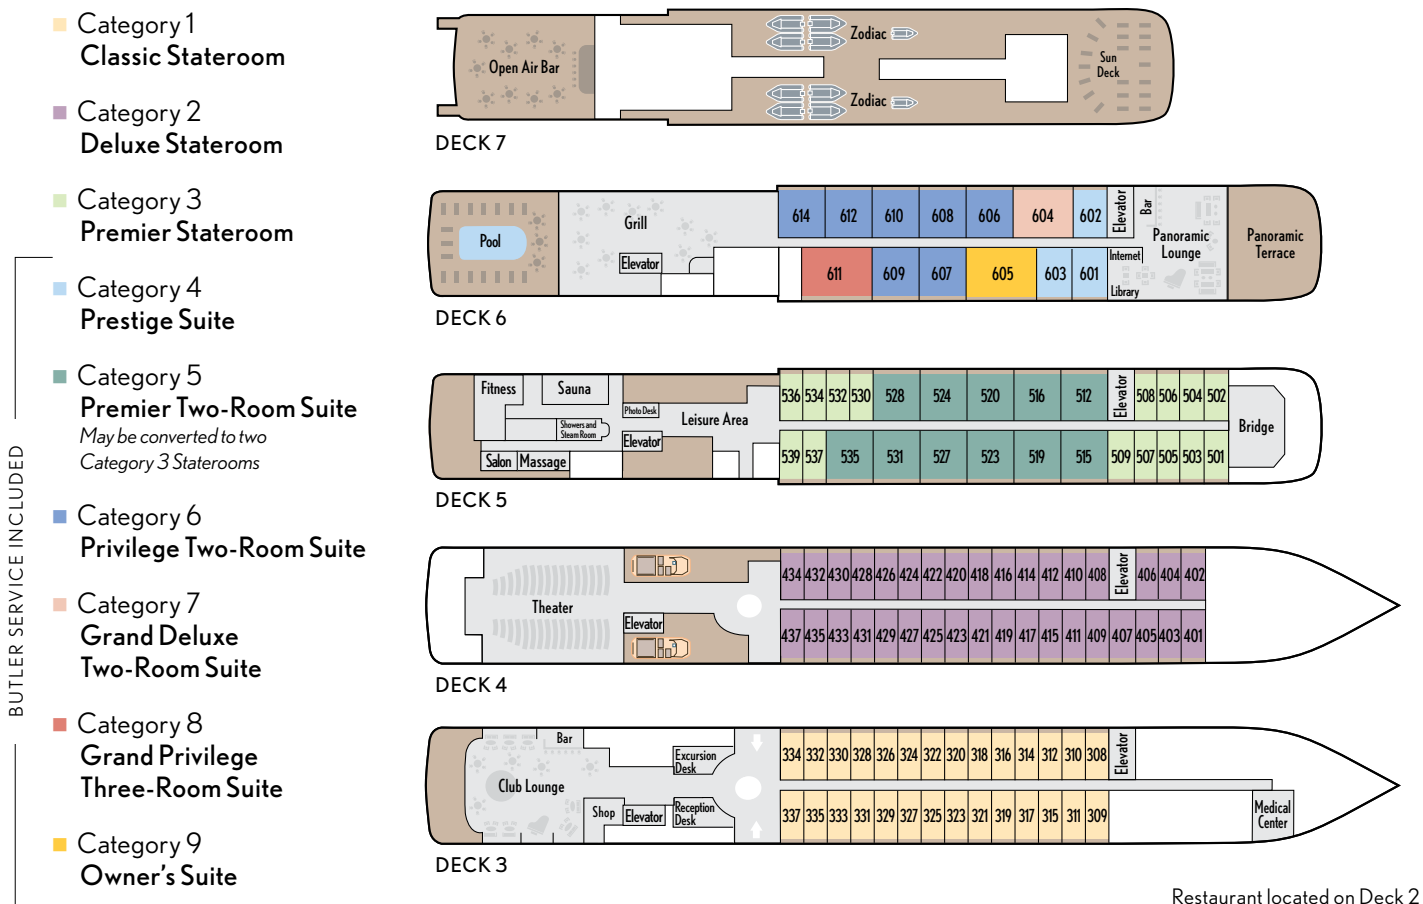 Category 1
Classic Stateroom
Category 2
Deluxe Stateroom
Category 3
Premier Stateroom
Category 4
Prestige Suite
Category 5
Premier Two-Room Suite
May be converted to two
Category 3 Staterooms
Category 6
Privilege Two-Room Suite
Category 7
Grand Deluxe
Two-Room Suite
Category 8
Grand Privilege
Three-Room Suite
Category 9
Owner's Suite
BUTLER SERVICE INCLUDED
Open Air Bar
Zodiac
Zodiac
Sun
Deck
DECK 7
Pool
Grill
Elevator
614 612 610 608 606 604 602
Elevator
Bar
611 609 607 605 603 601
Internet
Library
Panoramic
Lounge
Panoramic
Terrace
DECK 6
Fitness
Sauna
Showers and
Steam Room
Salon
Massage
Photo Desk
Elevator
Leisure Area
536 534 532 530 528 524 520 516 512
Elevator
508 506 504 502
539 537 535 531 527 523 519 515 509 507 505 503 501
Bridge
DECK 5
Theater
Elevator
434 432 430 428 426 424 422 420 418 416 414 412 410 408
Elevator
406 404 402
437 435 433 431 429 427 425 423 421 419 417 415 411 409 407 405 403 401
DECK 4
Bar
Club Lounge
Shop
Elevator
Excursion
Desk
Reception
Desk
334 332 330 328 326 324 322 320 318 316 314 312 310 308
Elevator
337 335 333 331 329 327 325 323 321 319 317 315 311 309
Medical
Center
DECK 3
Restaurant located on Deck 2